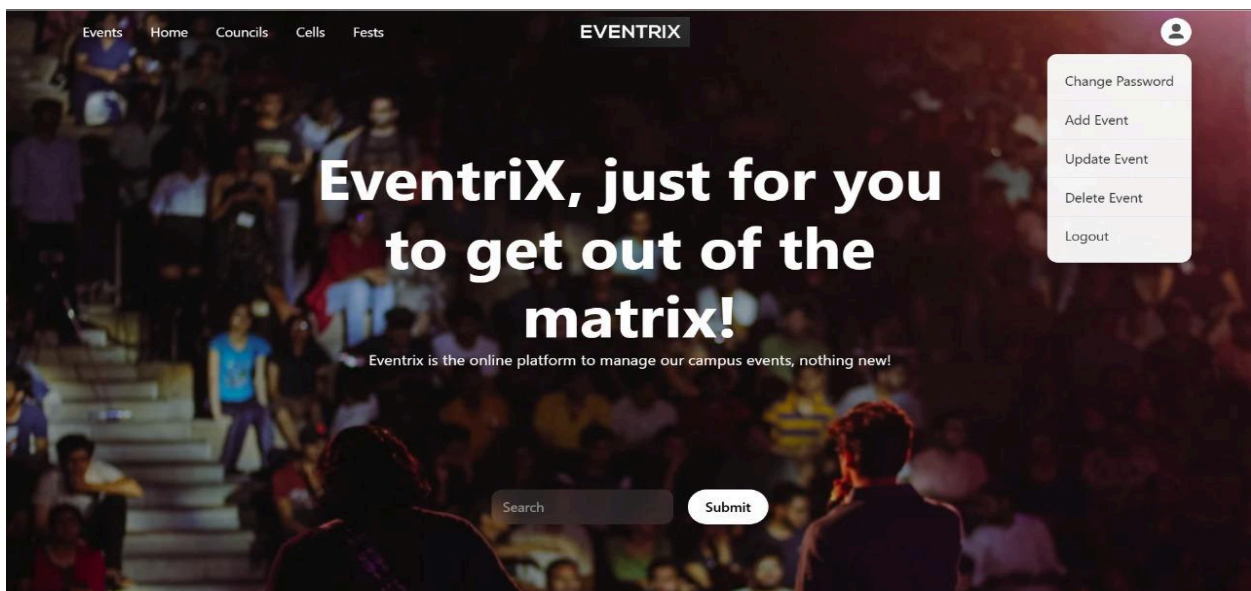 Events Home Councils Cells Fests EVENTRIX
Change Password
Add Event
Update Event
Delete Event
Logout
EventriX, just for you
to get out of the
matrix!
Eventrix is the online platform to manage our campus events, nothing new!
Search Submit